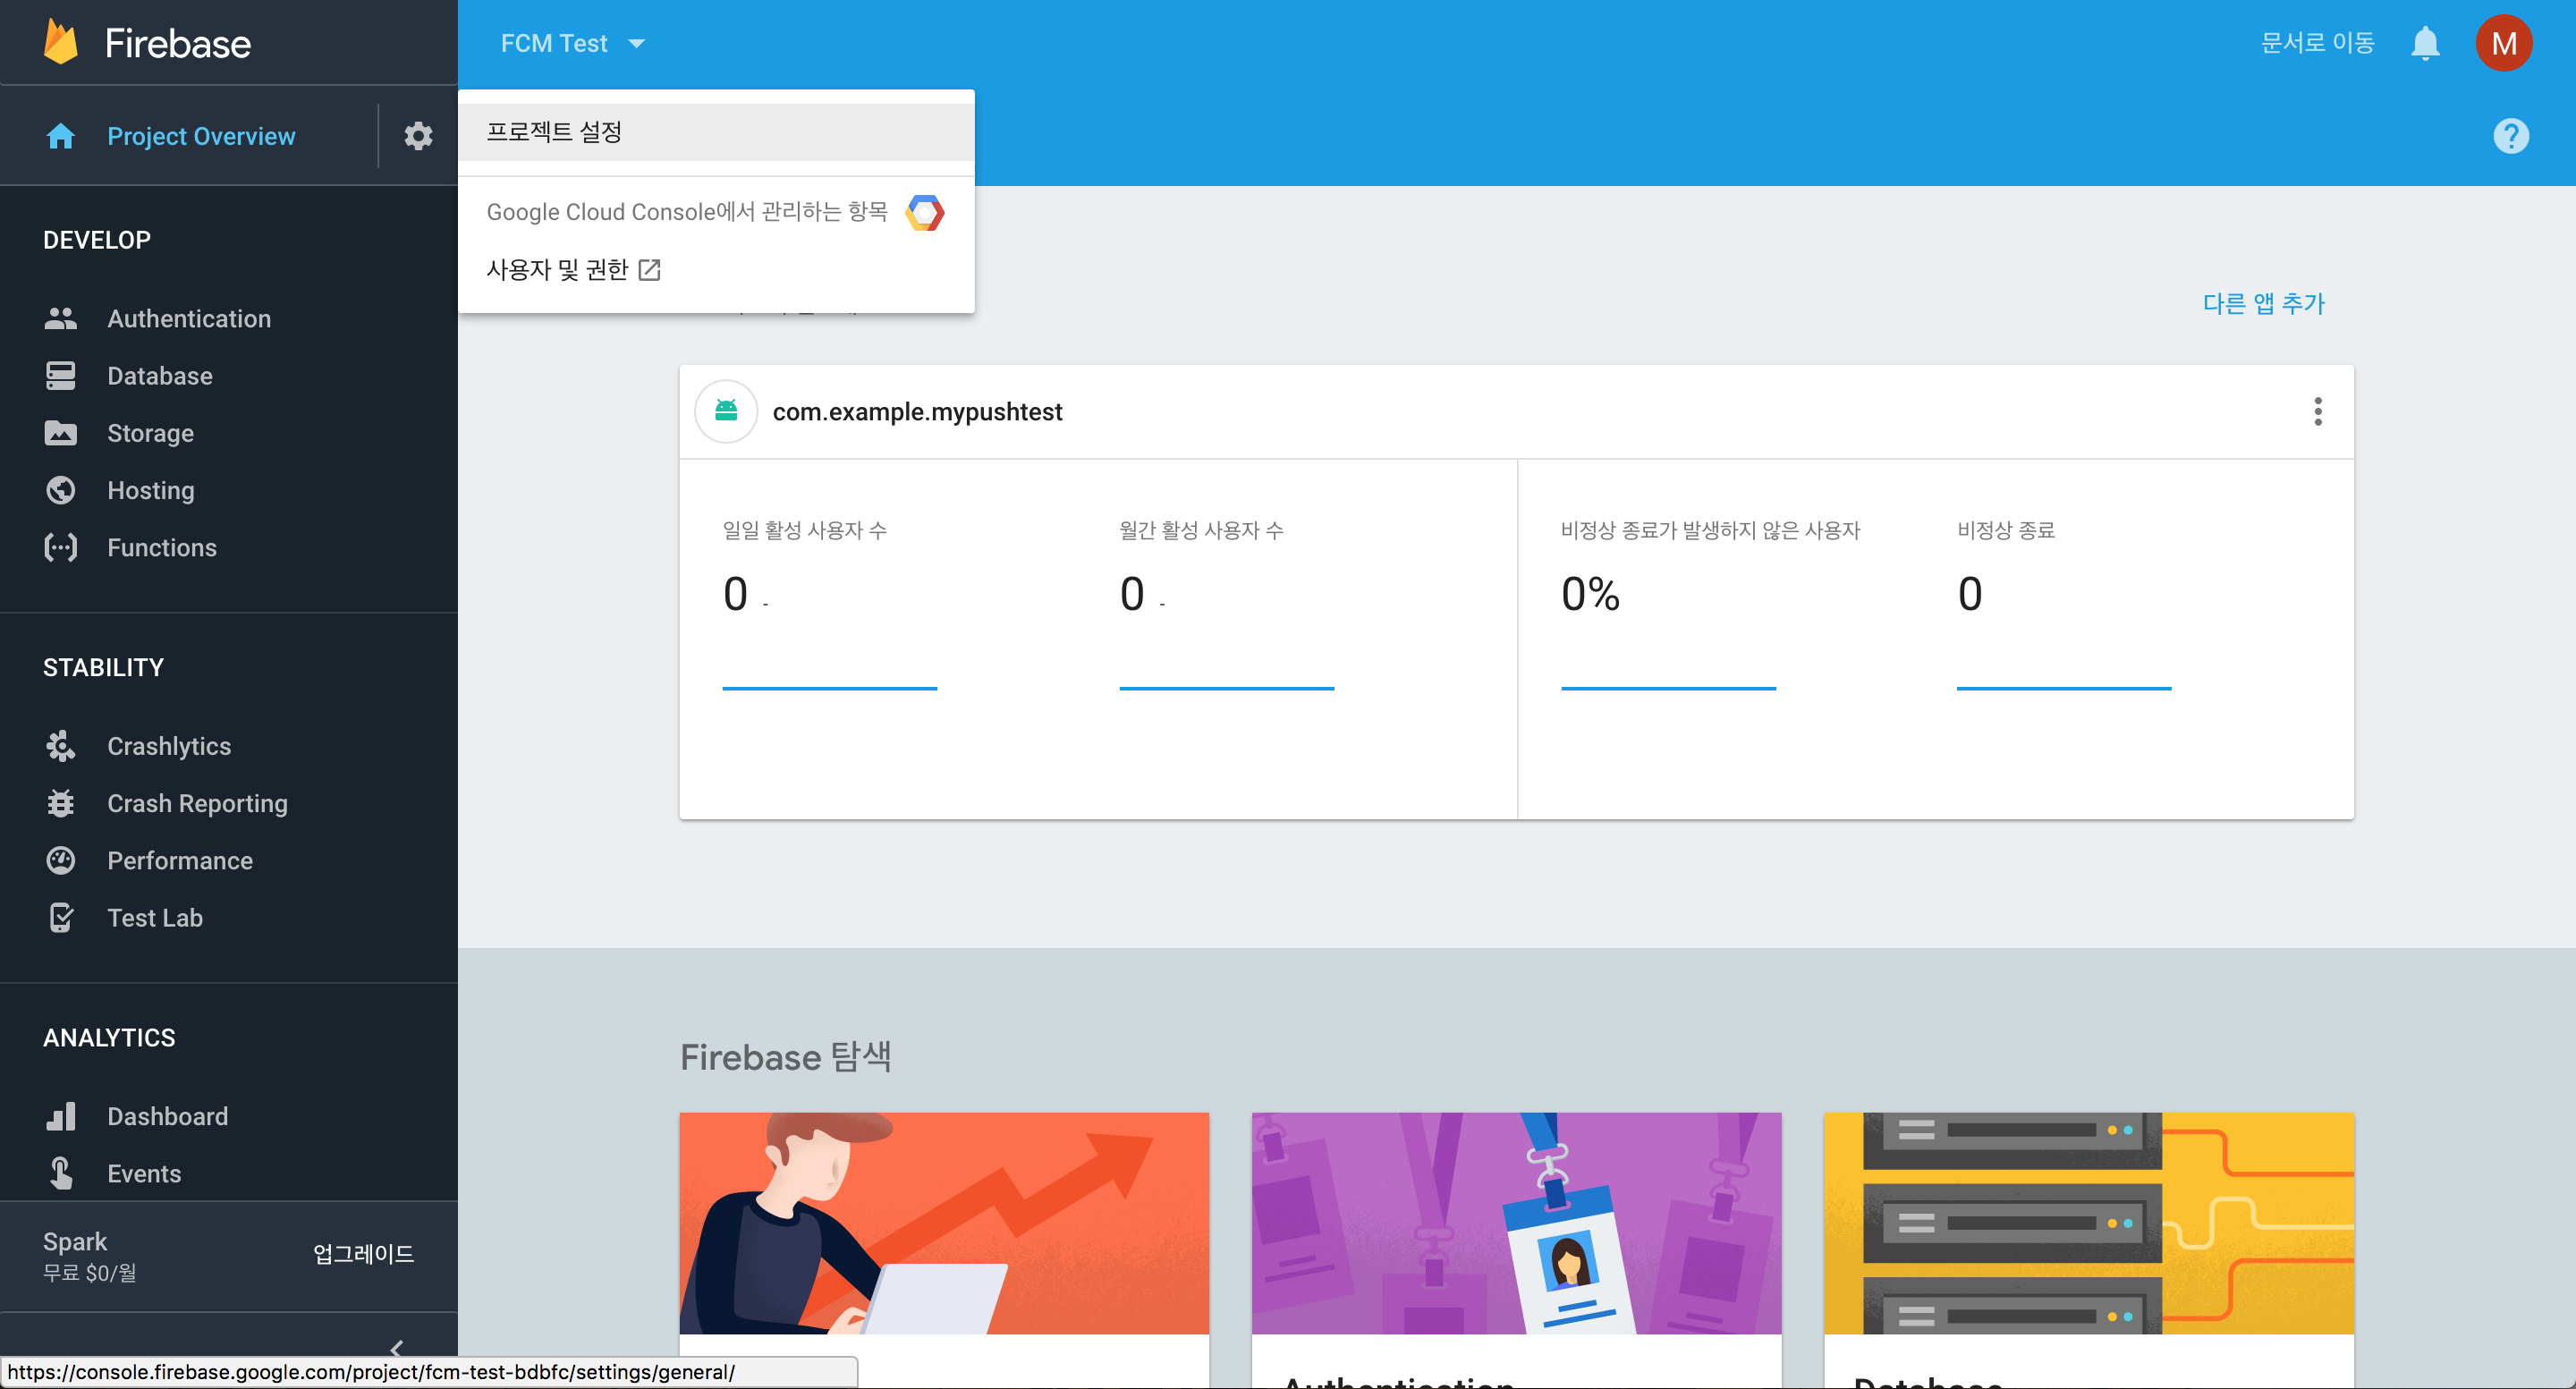 Firebase
FCM Test
문서로 이동
M
Project Overview
프로젝트 설정
Google Cloud Console에서 관리하는 항목
사용자 및 권한
DEVELOP
Authentication
Database
Storage
Hosting
Functions
STABILITY
Crashlytics
Crash Reporting
Performance
Test Lab
ANALYTICS
Dashboard
Events
Spark
무료 $0/월
업그레이드
다른 앱 추가
com.example.mypushtest
일일 활성 사용자 수
0 -
월간 활성 사용자 수
0 -
비정상 종료가 발생하지 않은 사용자
0%
비정상 종료
0
Firebase 탐색
Authentication
Database
https://console.firebase.google.com/project/fcm-test-bdbfc/settings/general/